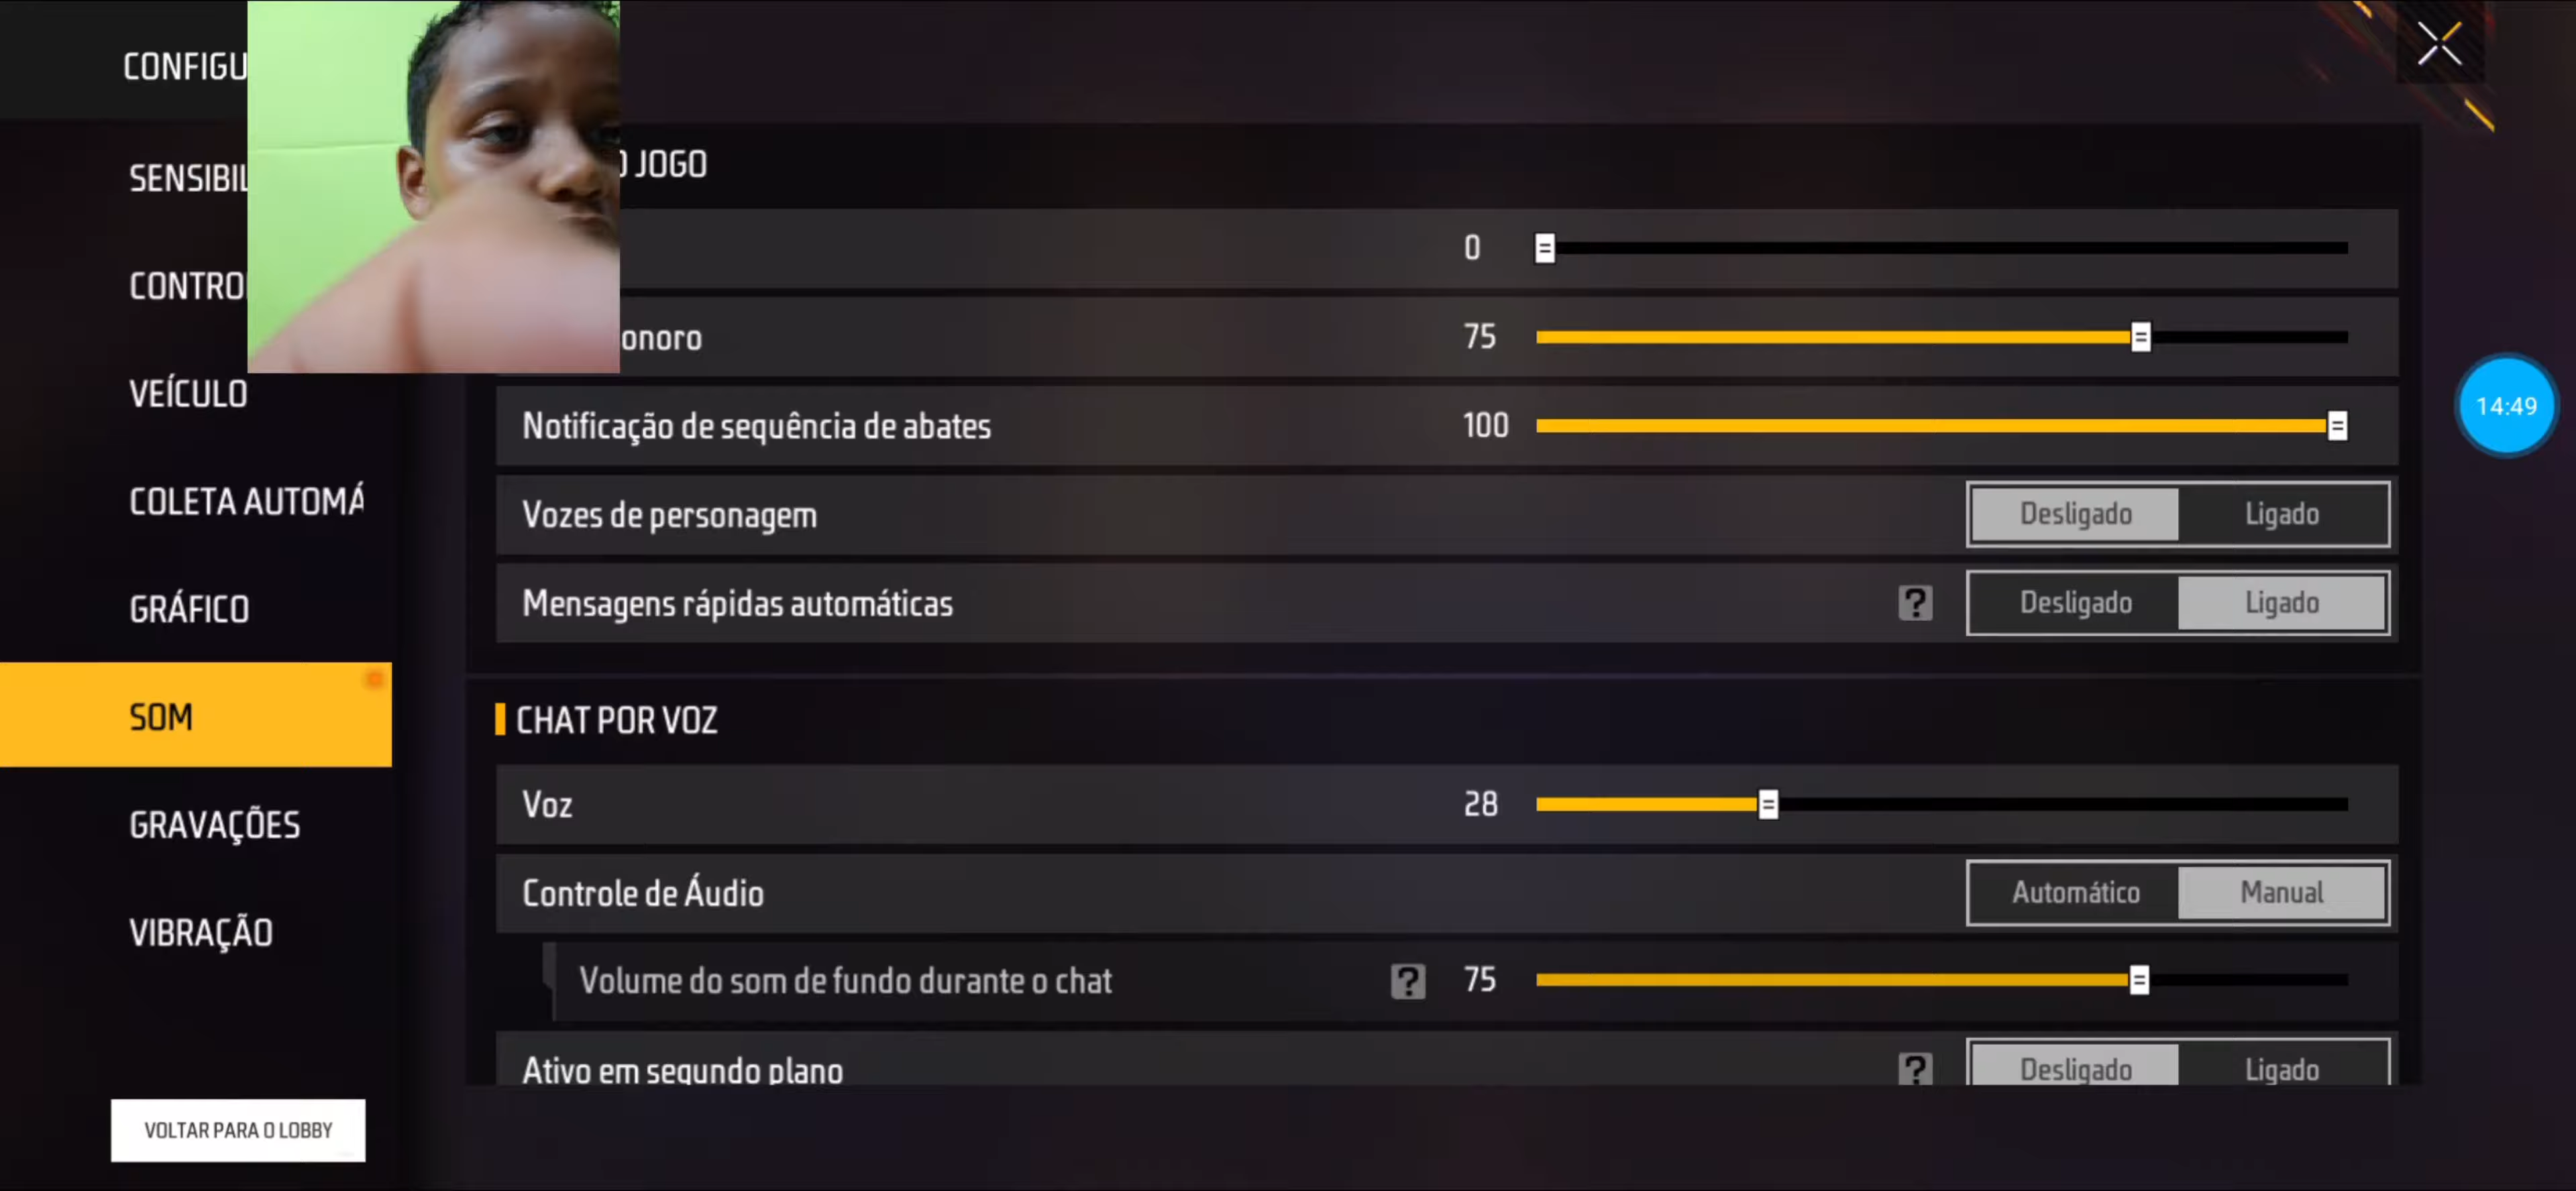 CONFIGU
SENSIBIL
CONTRO
VEÍCULO
COLETA AUTOMÁ
GRÁFICO
SOM
GRAVAÇÕES
VIBRAÇÃO
VOLTAR PARA O LOBBY
O JOGO
0
onoro 75
Notificação de sequência de abates 100
Vozes de personagem Desligado Ligado
Mensagens rápidas automáticas ? Desligado Ligado
CHAT POR VOZ
Voz 28
Controle de Áudio Automático Manual
Volume do som de fundo durante o chat ? 75
Ativo em segundo plano ? Desligado Ligado
14:49